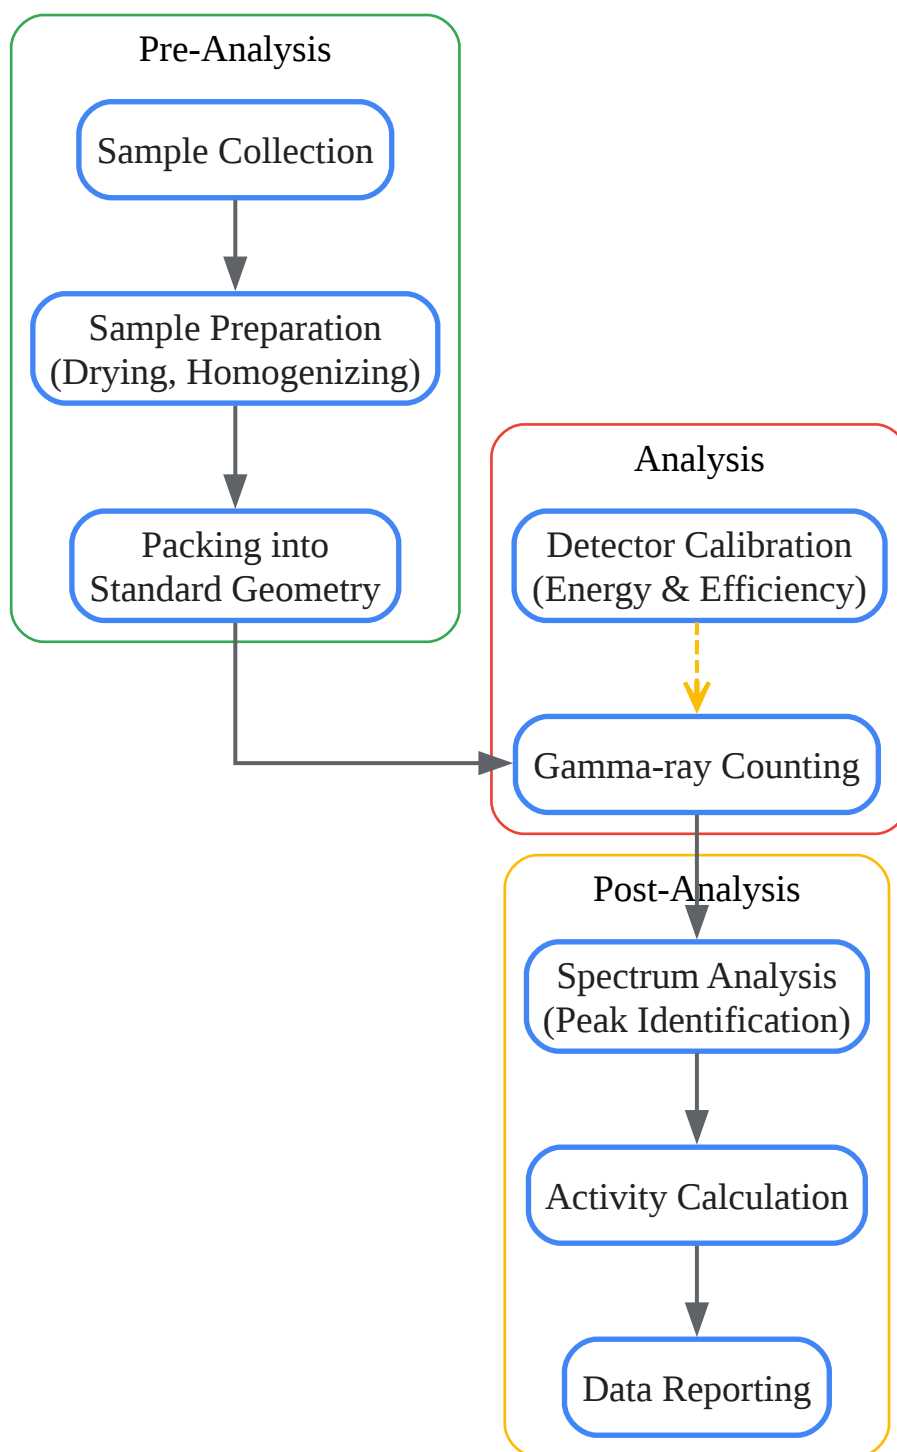 Pre-Analysis
Sample Collection
Sample Preparation
(Drying, Homogenizing)
Packing into
Standard Geometry
Analysis
Detector Calibration
(Energy & Efficiency)
Gamma-ray Counting
Post-Analysis
Spectrum Analysis
(Peak Identification)
Activity Calculation
Data Reporting